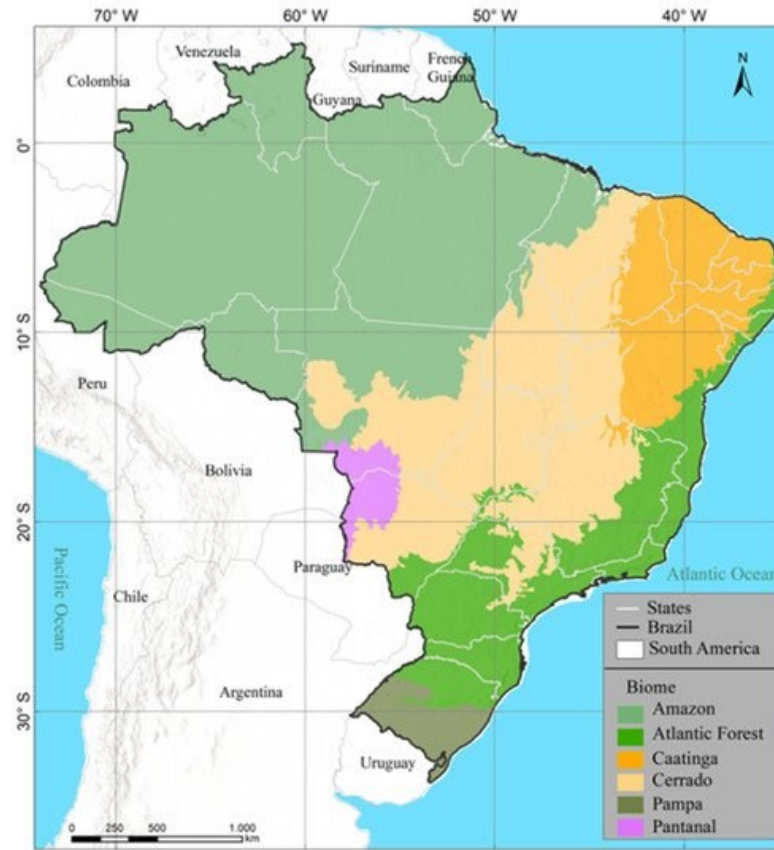 70° W 60° W 50° W 40° W
N
Venezuela
Colombia
Suriname
French
Guiana
Guyana
0°
10° S
Peru
Bolivia
20° S
Paraguay
Pacific Ocean
Chile
Atlantic Ocean
Argentina
30° S
Uruguay
States
Brazil
South America
Biome
Amazon
Atlantic Forest
Caatinga
Cerrado
Pampa
Pantanal
0 250 500 1.000
km